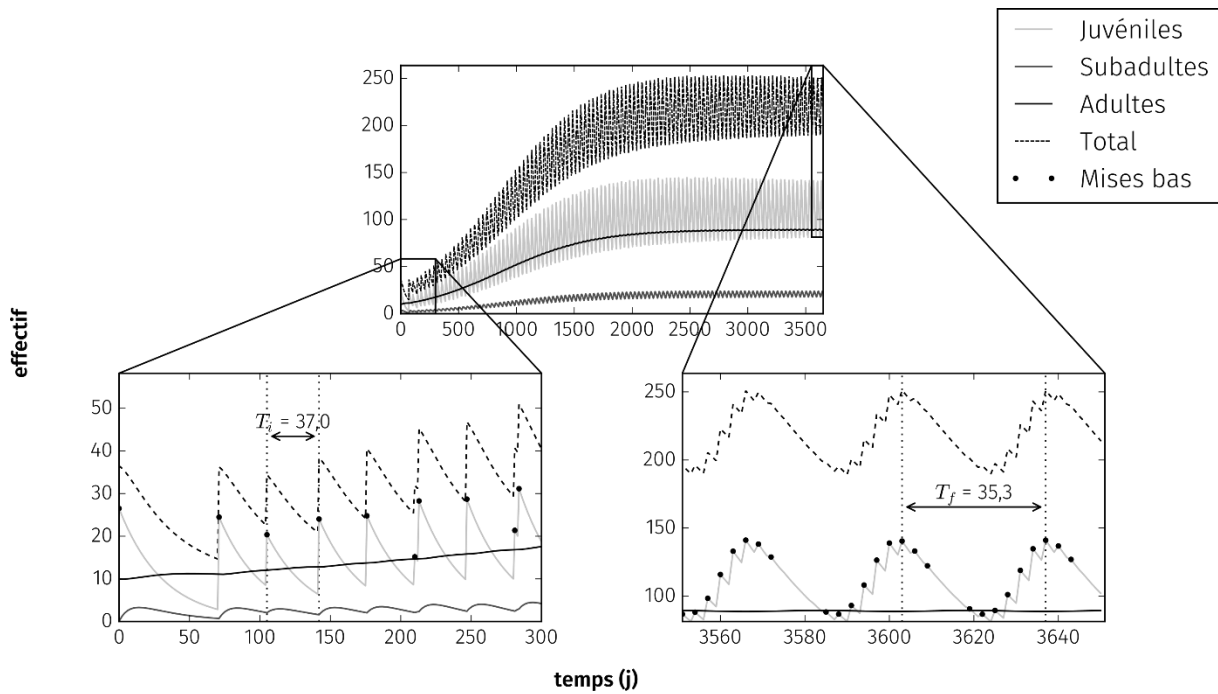 Juvéniles
Subadultes
Adultes
Total
Mises bas
250
200
150
100
50
0
0 500 1000 1500 2000 2500 3000 3500
effectif
50
40
30
20
10
0
T_i = 37,0
0 50 100 150 200 250 300
250
200
150
100
T_f = 35,3
3560 3580 3600 3620 3640
temps (j)